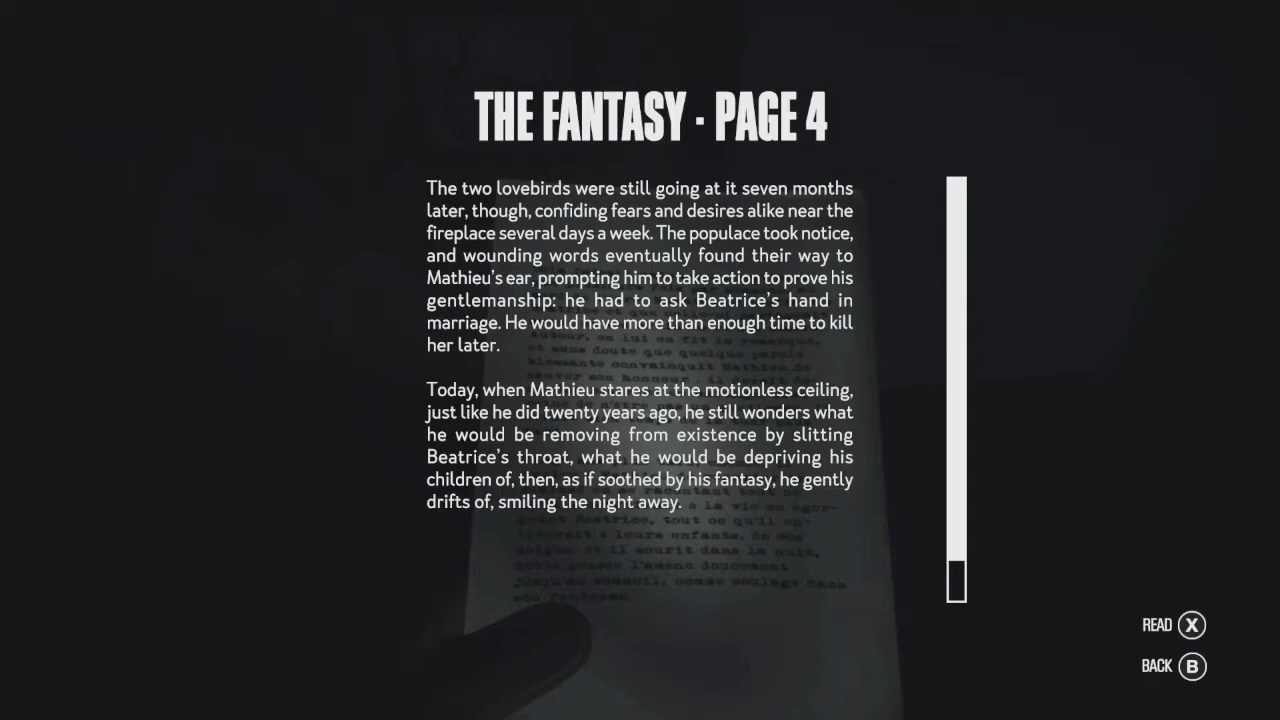 THE FANTASY · PAGE 4
The two lovebirds were still going at it seven months
later, though, confiding fears and desires alike near the
fireplace several days a week. The populace took notice,
and wounding words eventually found their way to
Mathieu's ear, prompting him to take action to prove his
gentlemanship: he had to ask Beatrice's hand in
marriage. He would have more than enough time to kill
her later.
Today, when Mathieu stares at the motionless ceiling,
just like he did twenty years ago, he still wonders what
he would be removing from existence by slitting
Beatrice's throat, what he would be depriving his
children of, then, as if soothed by his fantasy, he gently
drifts of, smiling the night away.
READ X
BACK B